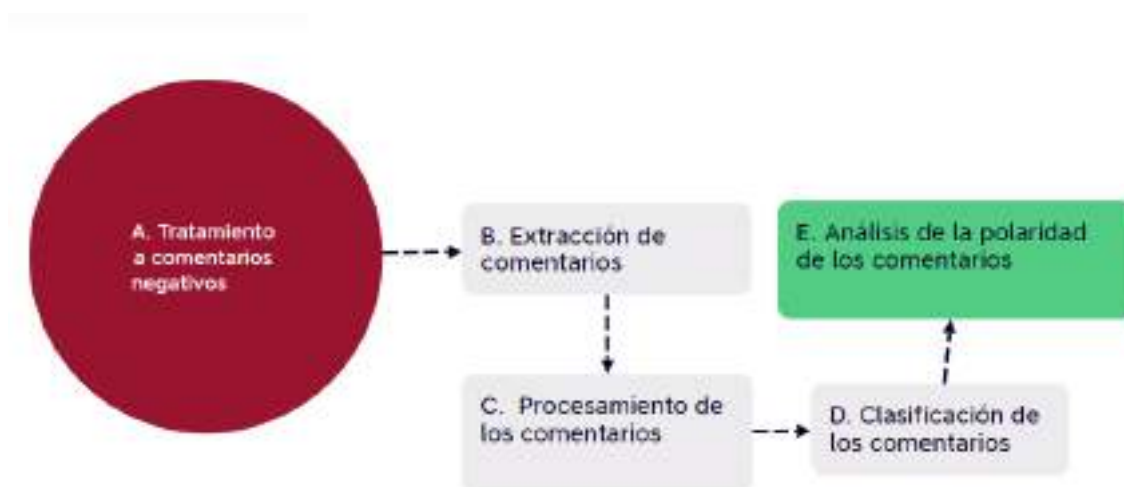 A. Tratamiento
a comentarios
negativos
B. Extracción de
comentarios
C. Procesamiento de
los comentarios
D. Clasificación de
los comentarios
E. Análisis de la polaridad
de los comentarios